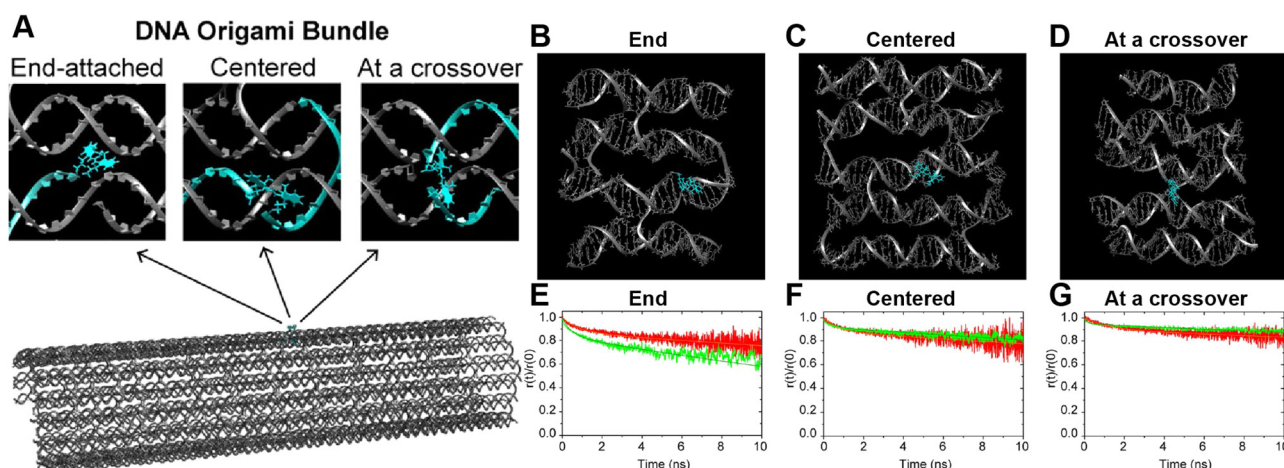 A
DNA Origami Bundle
End-attached
Centered
At a crossover
B
End
C
Centered
D
At a crossover
E
End
r(t)/r(0)
1.0
0.8
0.6
0.4
0.2
0.0
0 2 4 6 8 10
Time (ns)
F
Centered
r(t)/r(0)
1.0
0.8
0.6
0.4
0.2
0.0
0 2 4 6 8 10
Time (ns)
G
At a crossover
r(t)/r(0)
1.0
0.8
0.6
0.4
0.2
0.0
0 2 4 6 8 10
Time (ns)